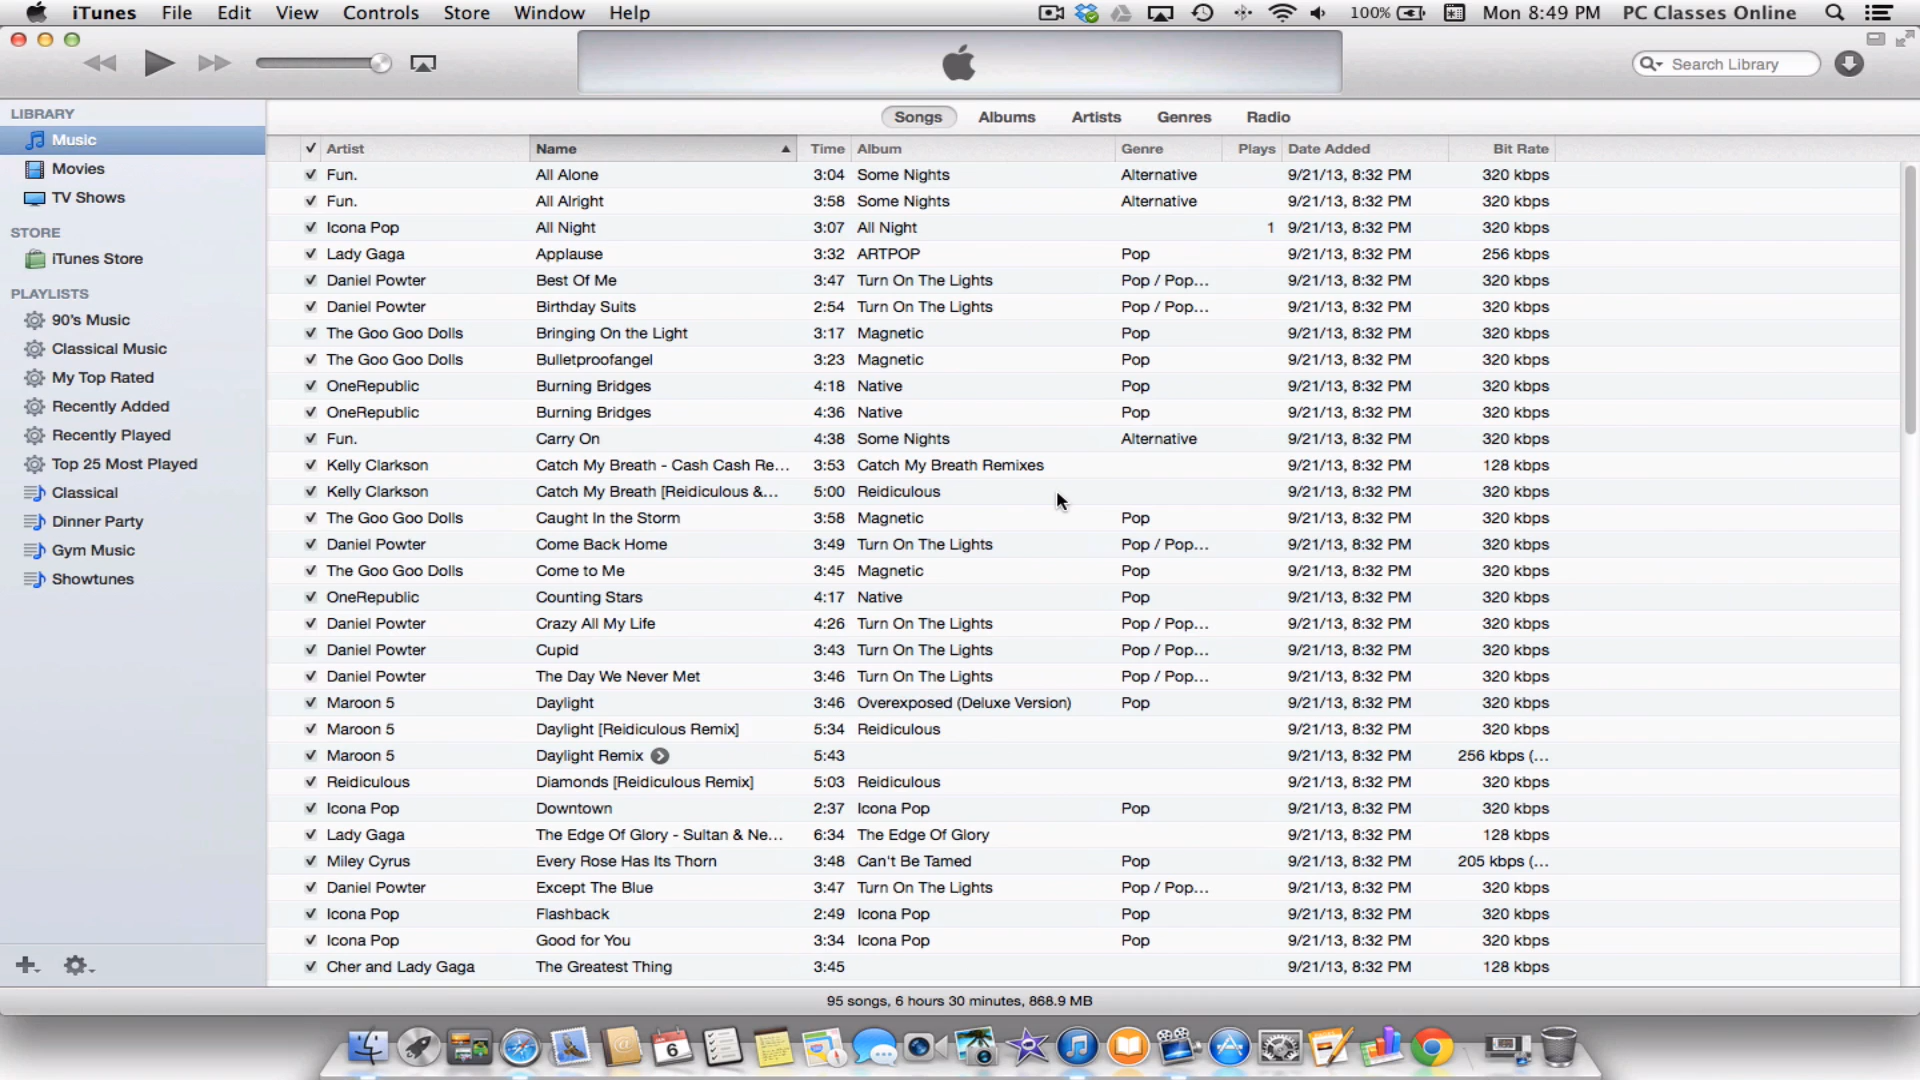 iTunes File Edit View Controls Store Window Help 100% Mon 8:49 PM PC Classes Online
Search Library
LIBRARY
Music
Movies
TV Shows
STORE
iTunes Store
PLAYLISTS
90's Music
Classical Music
My Top Rated
Recently Added
Recently Played
Top 25 Most Played
Classical
Dinner Party
Gym Music
Showtunes
Songs Albums Artists Genres Radio
Artist Name Time Album Genre Plays Date Added Bit Rate
Fun. All Alone 3:04 Some Nights Alternative 9/21/13, 8:32 PM 320 kbps
Fun. All Alright 3:58 Some Nights Alternative 9/21/13, 8:32 PM 320 kbps
Icona Pop All Night 3:07 All Night 1 9/21/13, 8:32 PM 320 kbps
Lady Gaga Applause 3:32 ARTPOP Pop 9/21/13, 8:32 PM 256 kbps
Daniel Powter Best Of Me 3:47 Turn On The Lights Pop / Pop... 9/21/13, 8:32 PM 320 kbps
Daniel Powter Birthday Suits 2:54 Turn On The Lights Pop / Pop... 9/21/13, 8:32 PM 320 kbps
The Goo Goo Dolls Bringing On the Light 3:17 Magnetic Pop 9/21/13, 8:32 PM 320 kbps
The Goo Goo Dolls Bulletproofangel 3:23 Magnetic Pop 9/21/13, 8:32 PM 320 kbps
OneRepublic Burning Bridges 4:18 Native Pop 9/21/13, 8:32 PM 320 kbps
OneRepublic Burning Bridges 4:36 Native Pop 9/21/13, 8:32 PM 320 kbps
Fun. Carry On 4:38 Some Nights Alternative 9/21/13, 8:32 PM 320 kbps
Kelly Clarkson Catch My Breath - Cash Cash Re... 3:53 Catch My Breath Remixes 9/21/13, 8:32 PM 128 kbps
Kelly Clarkson Catch My Breath [Reidiculous &... 5:00 Reidiculous 9/21/13, 8:32 PM 320 kbps
The Goo Goo Dolls Caught In the Storm 3:58 Magnetic Pop 9/21/13, 8:32 PM 320 kbps
Daniel Powter Come Back Home 3:49 Turn On The Lights Pop / Pop... 9/21/13, 8:32 PM 320 kbps
The Goo Goo Dolls Come to Me 3:45 Magnetic Pop 9/21/13, 8:32 PM 320 kbps
OneRepublic Counting Stars 4:17 Native Pop 9/21/13, 8:32 PM 320 kbps
Daniel Powter Crazy All My Life 4:26 Turn On The Lights Pop / Pop... 9/21/13, 8:32 PM 320 kbps
Daniel Powter Cupid 3:43 Turn On The Lights Pop / Pop... 9/21/13, 8:32 PM 320 kbps
Daniel Powter The Day We Never Met 3:46 Turn On The Lights Pop / Pop... 9/21/13, 8:32 PM 320 kbps
Maroon 5 Daylight 3:46 Overexposed (Deluxe Version) Pop 9/21/13, 8:32 PM 320 kbps
Maroon 5 Daylight [Reidiculous Remix] 5:34 Reidiculous 9/21/13, 8:32 PM 320 kbps
Maroon 5 Daylight Remix 5:43 9/21/13, 8:32 PM 256 kbps (...
Reidiculous Diamonds [Reidiculous Remix] 5:03 Reidiculous 9/21/13, 8:32 PM 320 kbps
Icona Pop Downtown 2:37 Icona Pop Pop 9/21/13, 8:32 PM 320 kbps
Lady Gaga The Edge Of Glory - Sultan & Ne... 6:34 The Edge Of Glory 9/21/13, 8:32 PM 128 kbps
Miley Cyrus Every Rose Has Its Thorn 3:48 Can't Be Tamed Pop 9/21/13, 8:32 PM 205 kbps (...
Daniel Powter Except The Blue 3:47 Turn On The Lights Pop / Pop... 9/21/13, 8:32 PM 320 kbps
Icona Pop Flashback 2:49 Icona Pop Pop 9/21/13, 8:32 PM 320 kbps
Icona Pop Good for You 3:34 Icona Pop Pop 9/21/13, 8:32 PM 320 kbps
Cher and Lady Gaga The Greatest Thing 3:45 9/21/13, 8:32 PM 128 kbps
95 songs, 6 hours 30 minutes, 868.9 MB
6